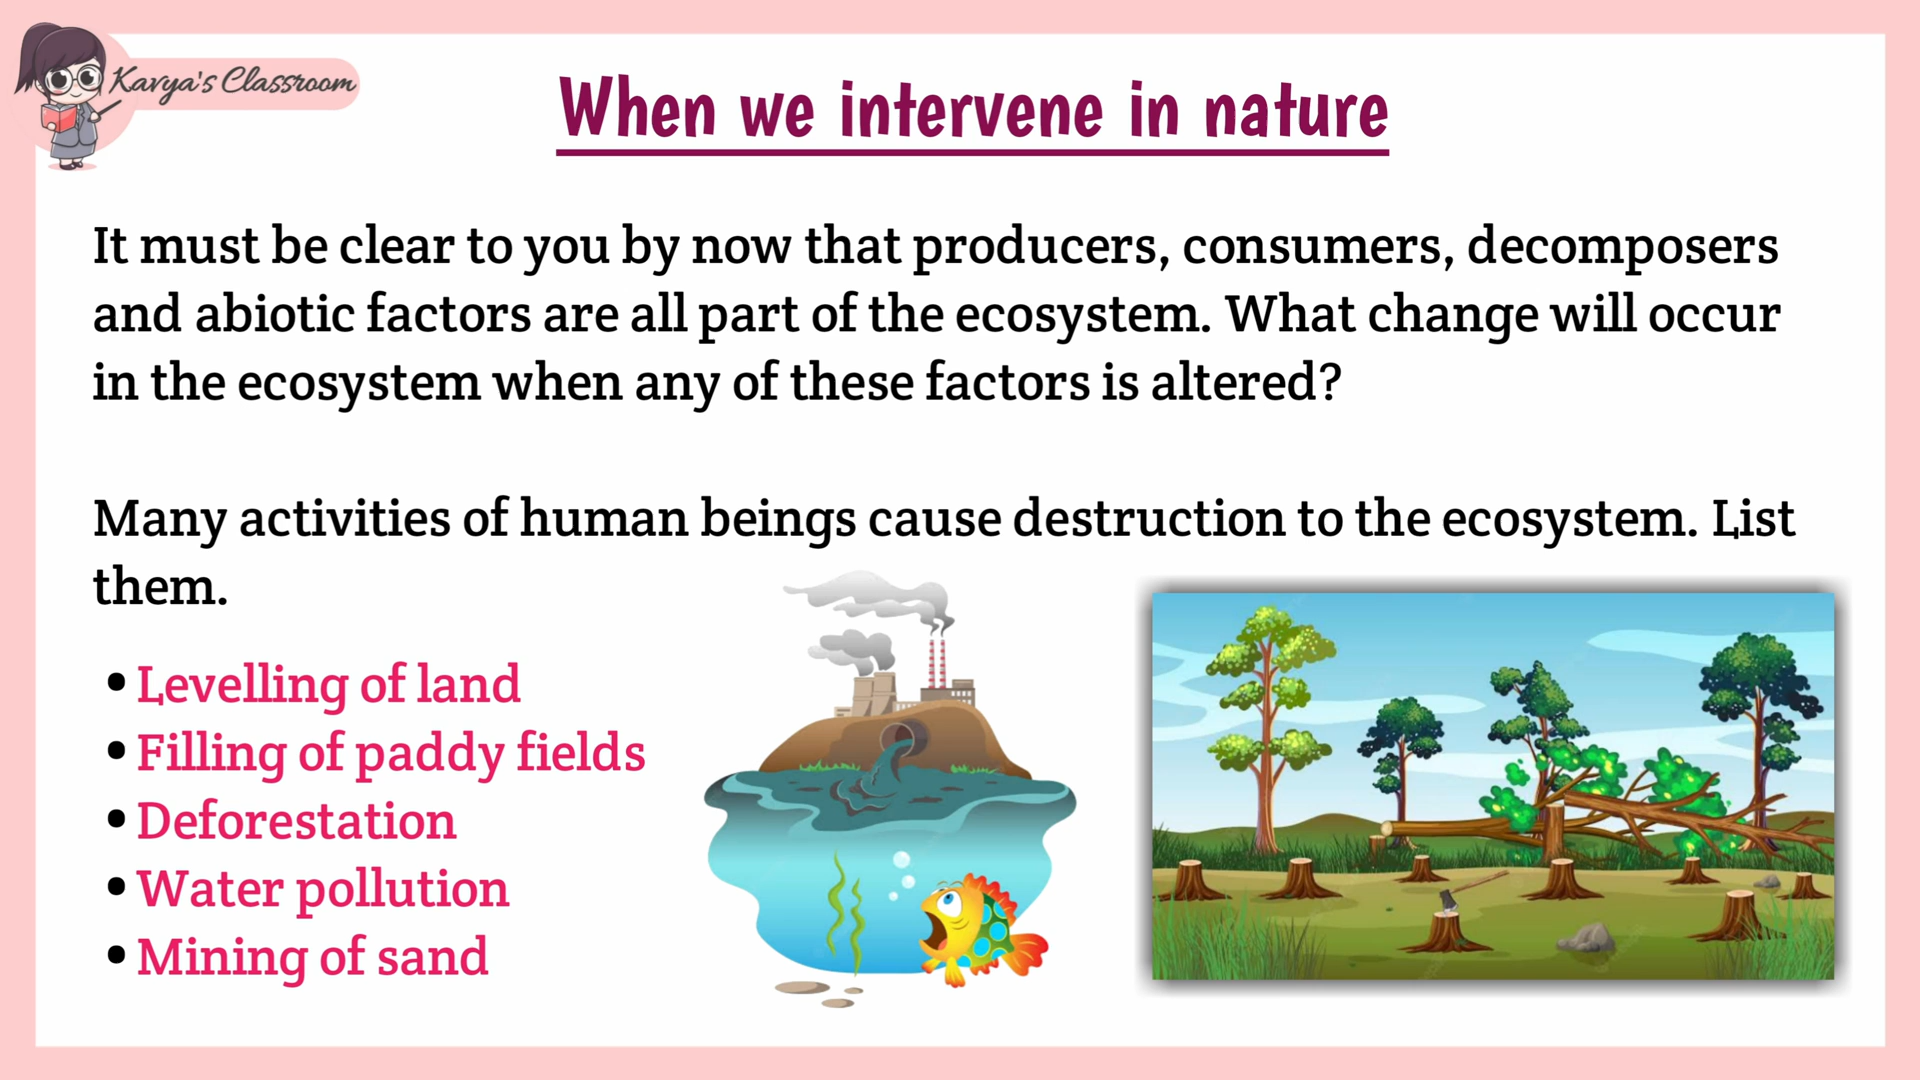 Karya's Classroom
When we intervene in nature
It must be clear to you by now that producers, consumers, decomposers
and abiotic factors are all part of the ecosystem. What change will occur
in the ecosystem when any of these factors is altered?
Many activities of human beings cause destruction to the ecosystem. List
them.
• Levelling of land
• Filling of paddy fields
• Deforestation
• Water pollution
• Mining of sand